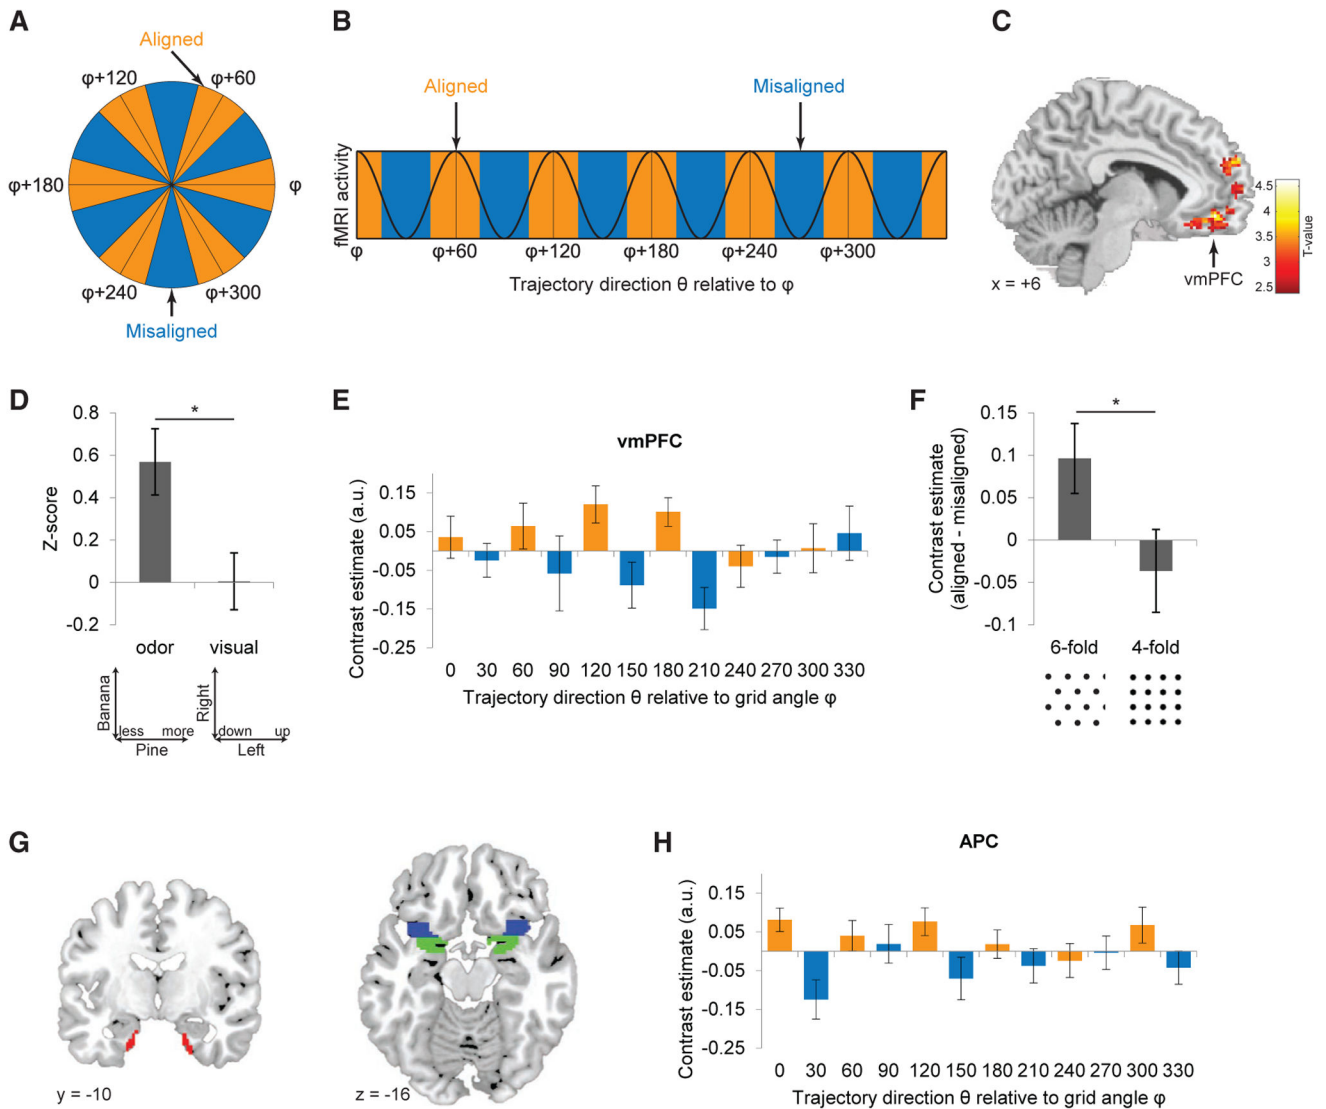 A
Aligned
φ+120
φ+60
φ+180
φ
φ+240
φ+300
Misaligned
B
Aligned
Misaligned
fMRI activity
φ
φ+60
φ+120
φ+180
φ+240
φ+300
Trajectory direction θ relative to φ
C
4.5
4
3.5
3
2.5
T-value
vmPFC
x = +6
D
*
Z-score
0.8
0.6
0.4
0.2
0
-0.2
odor
visual
Banana
less more
Pine
Right
down up
Left
E
vmPFC
Contrast estimate (a.u.)
0.15
0.05
-0.05
-0.15
-0.25
0 30 60 90 120 150 180 210 240 270 300 330
Trajectory direction θ relative to grid angle φ
F
*
Contrast estimate
(aligned - misaligned)
0.15
0.1
0.05
0
-0.05
-0.1
6-fold
4-fold
G
y = -10
z = -16
H
APC
Contrast estimate (a.u.)
0.15
0.05
-0.05
-0.15
-0.25
0 30 60 90 120 150 180 210 240 270 300 330
Trajectory direction θ relative to grid angle φ